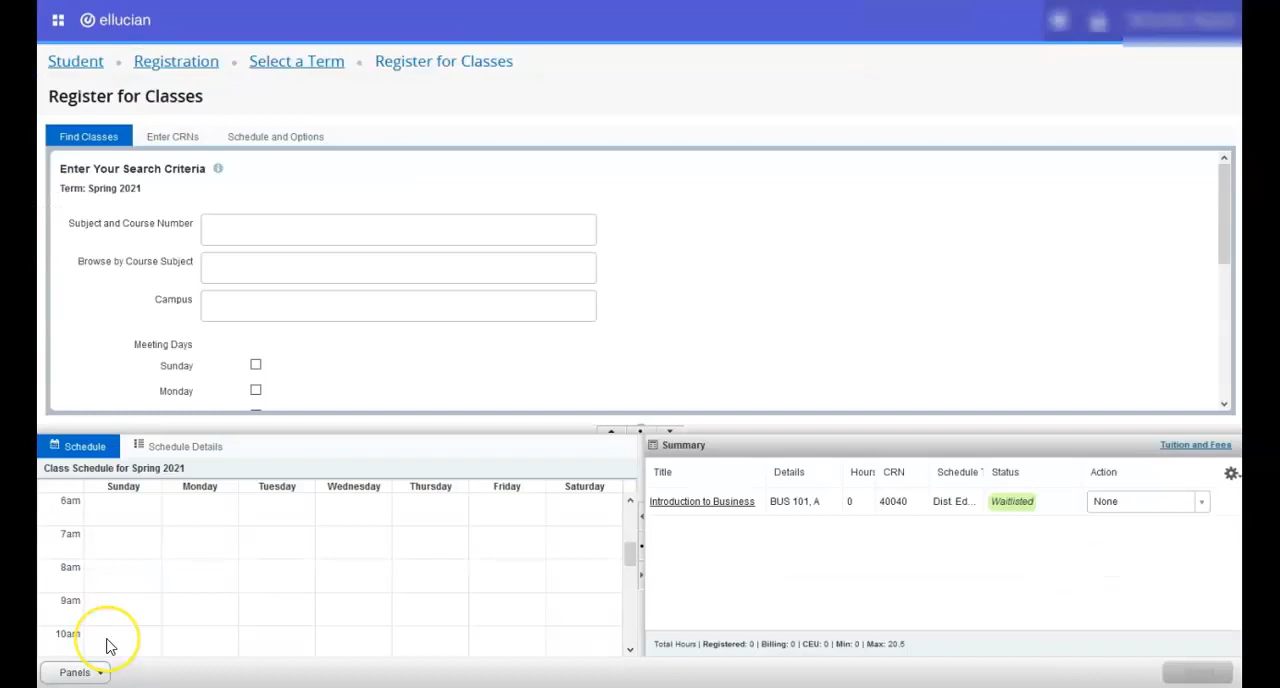 ellucian
Student • Registration • Select a Term • Register for Classes
Register for Classes
Find Classes Enter CRNs Schedule and Options
Enter Your Search Criteria
Term: Spring 2021
Subject and Course Number
Browse by Course Subject
Campus
Meeting Days
Sunday
Monday
Schedule Schedule Details
Class Schedule for Spring 2021
Sunday Monday Tuesday Wednesday Thursday Friday Saturday
6am
7am
8am
9am
10am
Panels
Summary Tuition and Fees
Title Details Hours CRN Schedule T Status Action
Introduction to Business BUS 101, A 0 40040 Dist. Ed... Waitlisted None
Total Hours | Registered: 0 | Billing: 0 | CEU: 0 | Min: 0 | Max: 20.5